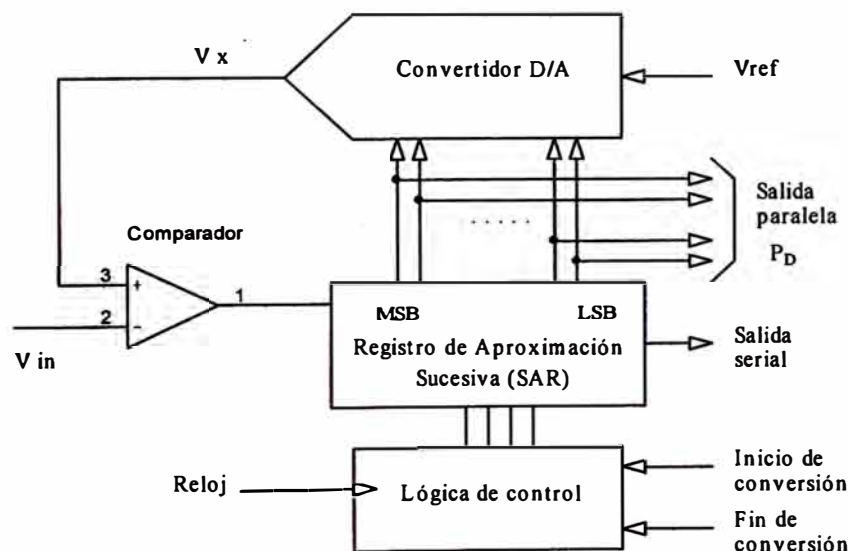 V x
Convertidor D/A
Vref
Salida
paralela
P_D
Comparador
3
+
1
2
-
V in
MSB
LSB
Registro de Aproximación
Sucesiva (SAR)
Salida
serial
. . . . .
Reloj
Lógica de control
Inicio de
conversión
Fin de
conversión